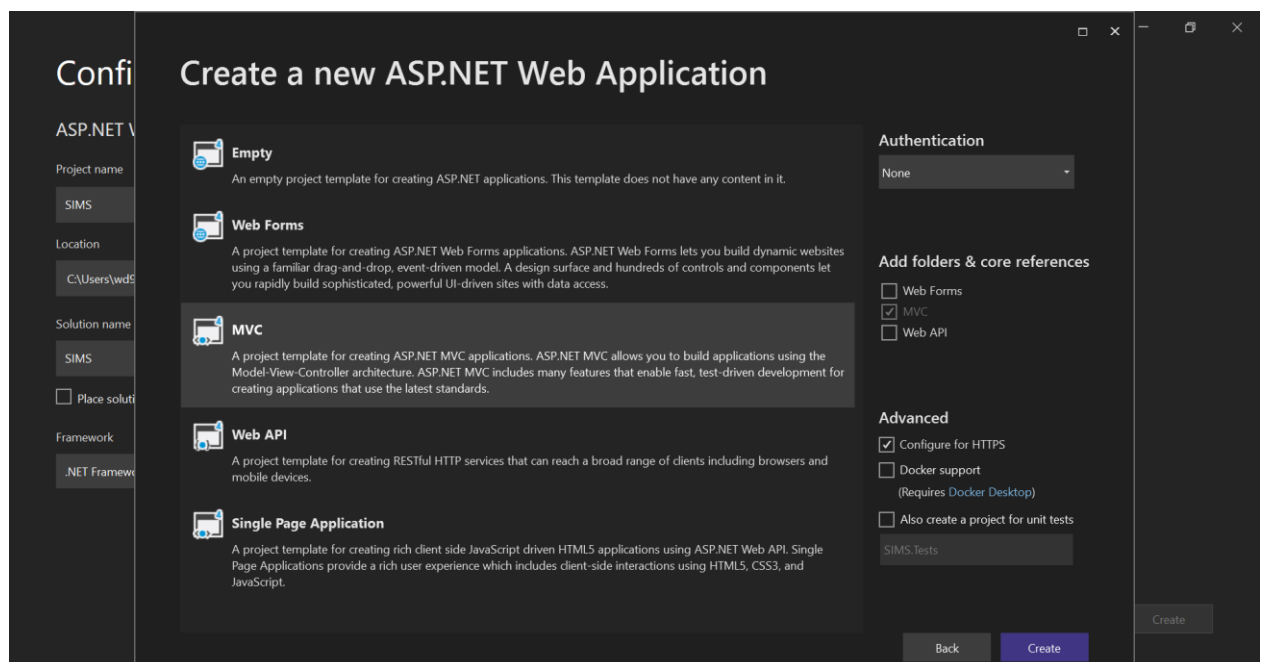 Confi
ASP.NET W
Project name
SIMS
Location
C:\Users\wd9
Solution name
SIMS
Place soluti
Framework
.NET Framewo
Create a new ASP.NET Web Application
Empty
An empty project template for creating ASP.NET applications. This template does not have any content in it.
Web Forms
A project template for creating ASP.NET Web Forms applications. ASP.NET Web Forms lets you build dynamic websites
using a familiar drag-and-drop, event-driven model. A design surface and hundreds of controls and components let
you rapidly build sophisticated, powerful UI-driven sites with data access.
MVC
A project template for creating ASP.NET MVC applications. ASP.NET MVC allows you to build applications using the
Model-View-Controller architecture. ASP.NET MVC includes many features that enable fast, test-driven development for
creating applications that use the latest standards.
Web API
A project template for creating RESTful HTTP services that can reach a broad range of clients including browsers and
mobile devices.
Single Page Application
A project template for creating rich client side JavaScript driven HTML5 applications using ASP.NET Web API. Single
Page Applications provide a rich user experience which includes client-side interactions using HTML5, CSS3, and
JavaScript.
Authentication
None
Add folders & core references
Web Forms
MVC
Web API
Advanced
Configure for HTTPS
Docker support
(Requires Docker Desktop)
Also create a project for unit tests
SIMS.Tests
Back
Create
Create